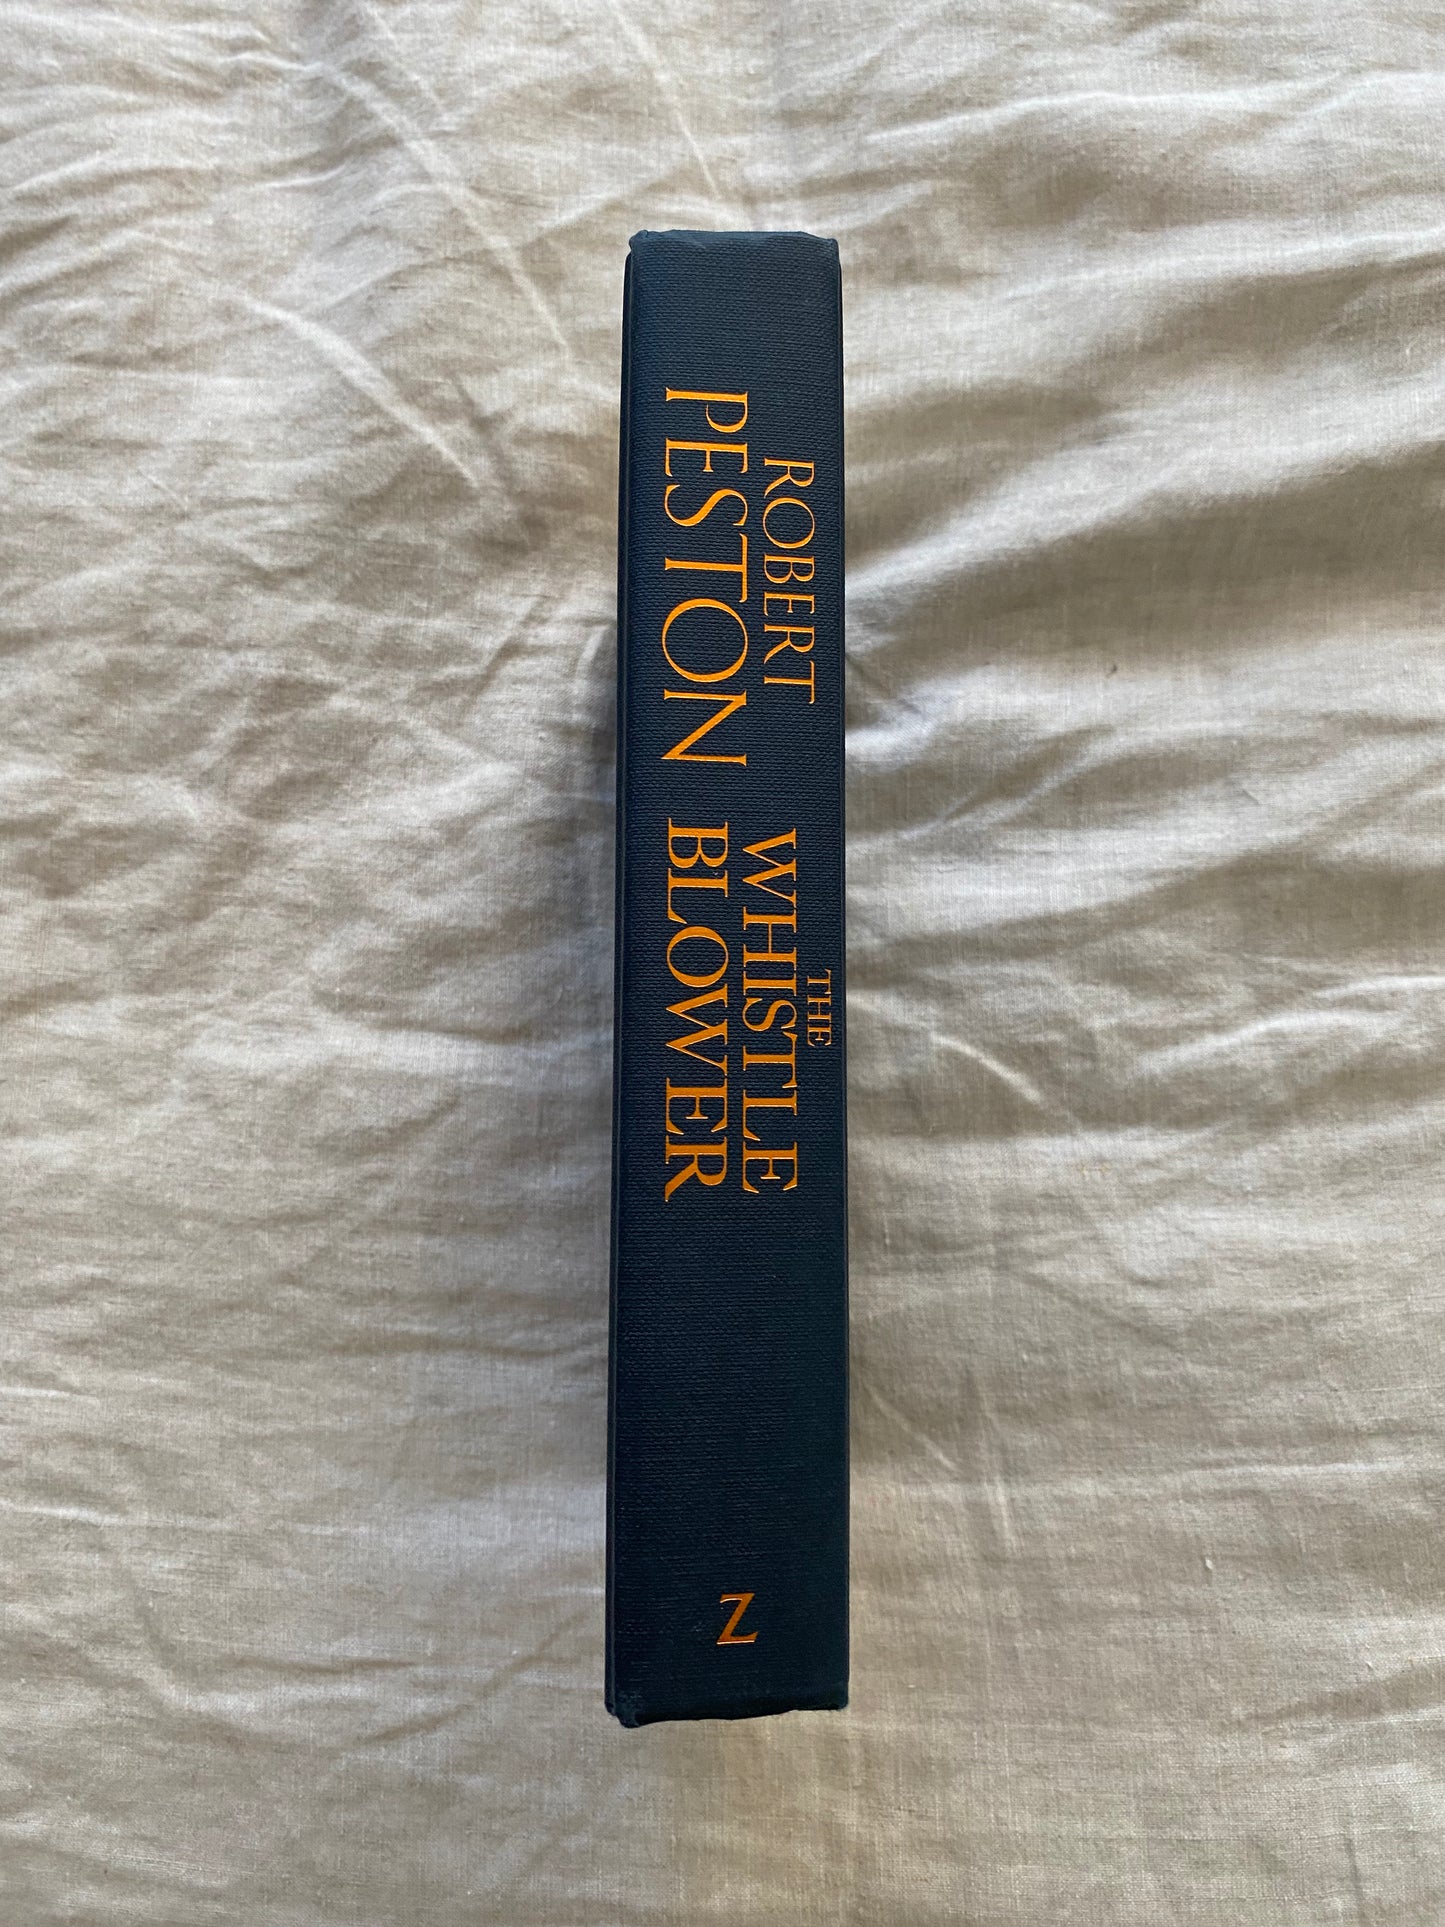 ROBERT
PESTON
THE
WHISTLE
BLOWER
Z